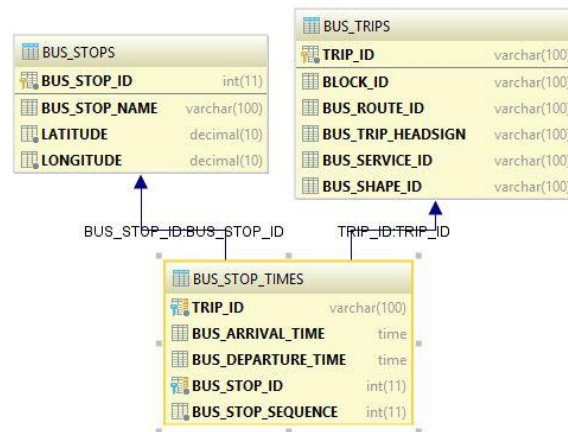 BUS_STOPS
BUS_STOP_ID int(11)
BUS_STOP_NAME varchar(100)
LATITUDE decimal(10)
LONGITUDE decimal(10)
BUS_TRIPS
TRIP_ID varchar(100)
BLOCK_ID varchar(100)
BUS_ROUTE_ID varchar(100)
BUS_TRIP_HEADSIGN varchar(100)
BUS_SERVICE_ID varchar(100)
BUS_SHAPE_ID varchar(100)
BUS_STOP_ID:BUS_STOP_ID
TRIP_ID:TRIP_ID
BUS_STOP_TIMES
TRIP_ID varchar(100)
BUS_ARRIVAL_TIME time
BUS_DEPARTURE_TIME time
BUS_STOP_ID int(11)
BUS_STOP_SEQUENCE int(11)